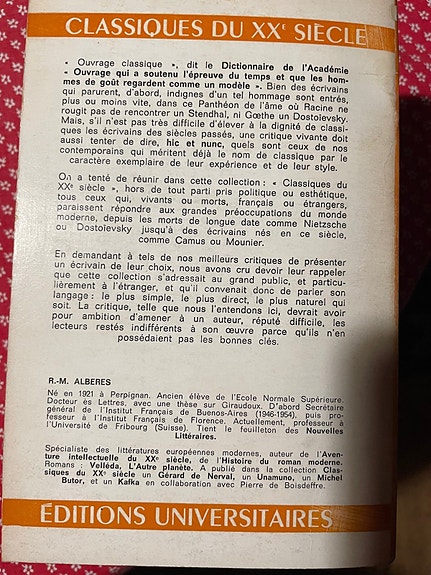 CLASSIQUES DU XXᵉ SIÈCLE
« Ouvrage classique », dit le Dictionnaire de l'Académie
« Ouvrage qui a soutenu l'épreuve du temps et que les hom-
mes de goût regardent comme un modèle ». Bien des écrivains
qui parurent, d'abord, indignes d'un tel hommage sont entrés,
plus ou moins vite, dans ce Panthéon de l'âme où Racine ne
rougit pas de rencontrer un Stendhal, ni Gœthe un Dostoïevsky.
Mais, s'il n'est pas très difficile d'élever à la dignité de classi-
ques les écrivains des siècles passés, une critique vivante doit
aussi tenter de dire, hic et nunc, quels sont ceux de nos
contemporains qui méritent déjà le nom de classique par le
caractère exemplaire de leur expérience et de leur style.
On a tenté de réunir dans cette collection : « Classiques du
XXᵉ siècle », hors de tout parti pris politique ou esthétique,
tous ceux qui, vivants ou morts, français ou étrangers,
paraissent répondre aux grandes préoccupations du monde
moderne, depuis les morts de longue date comme Nietzsche
ou Dostoïevsky jusqu'à des écrivains nés en ce siècle,
comme Camus ou Mounier.
En demandant à tels de nos meilleurs critiques de présenter
un écrivain de leur choix, nous avons cru devoir leur rappeler
que cette collection s'adressait au grand public, et particu-
lièrement à l'étranger, et qu'il convenait donc de parler son
langage : le plus simple, le plus direct, le plus naturel qui
soit. La critique, telle que nous l'entendons ici, devrait avoir
pour ambition d'amener à un auteur, réputé difficile, les
lecteurs restés indifférents à son œuvre parce qu'ils n'en
possédaient pas les bonnes clés.
R.-M. ALBERES
Né en 1921 à Perpignan. Ancien élève de l'Ecole Normale Supérieure.
Docteur ès Lettres, avec une thèse sur Giraudoux. D'abord Secrétaire
général de l'Institut Français de Buenos-Aires (1946-1954), puis pro-
fesseur à l'Institut Français de Florence. Actuellement, professeur à
l'Université de Fribourg (Suisse). Tient le feuilleton des Nouvelles
Littéraires.
Spécialiste des littératures européennes modernes, auteur de l'Aven-
ture intellectuelle du XXᵉ siècle, de l'Histoire du roman moderne.
Romans : Velléda, L'Autre planète. A publié dans la collection Clas-
siques du XXᵉ siècle un Gérard de Nerval, un Unamuno, un Michel
Butor, et un Kafka en collaboration avec Pierre de Boisdeffre.
ÉDITIONS UNIVERSITAIRES